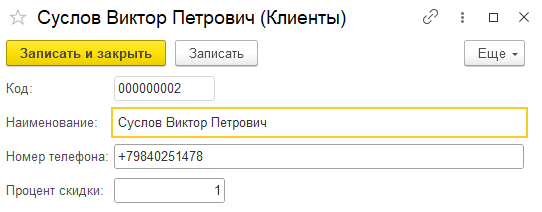 Суслов Виктор Петрович (Клиенты)
Записать и закрыть Записать Еще
Код: 000000002
Наименование: Суслов Виктор Петрович
Номер телефона: +79840251478
Процент скидки: 1